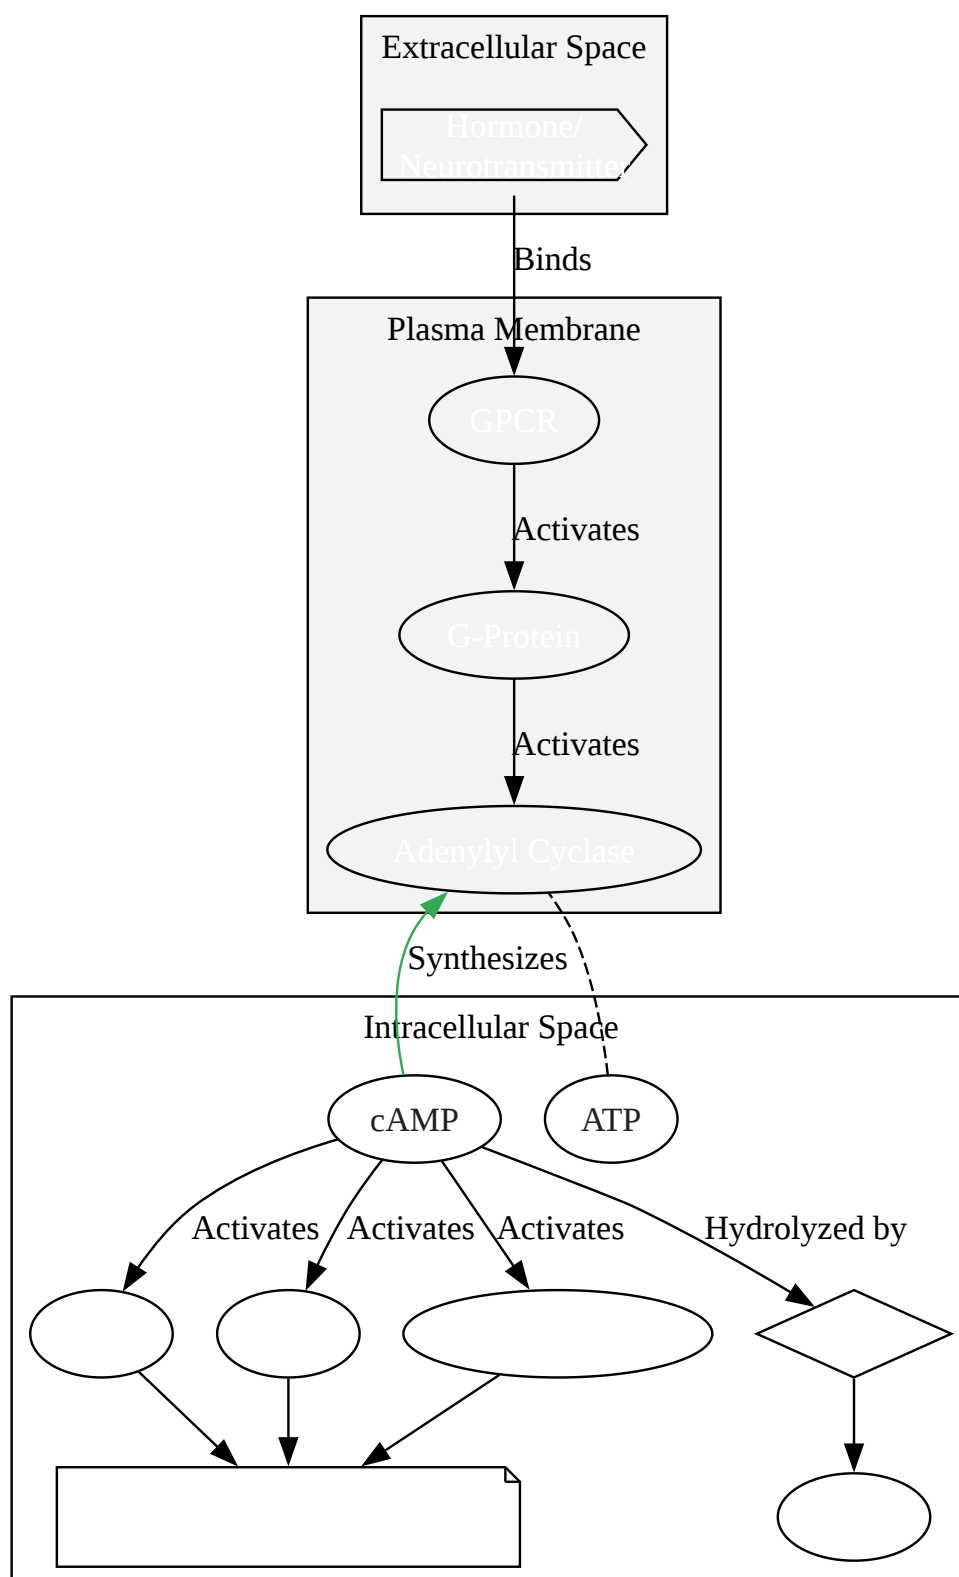 Extracellular Space
Hormone/
Neurotransmitter
Binds
Plasma Membrane
GPCR
Activates
G-Protein
Activates
Adenylyl Cyclase
Synthesizes
Intracellular Space
cAMP
ATP
Activates
Activates
Activates
Hydrolyzed by